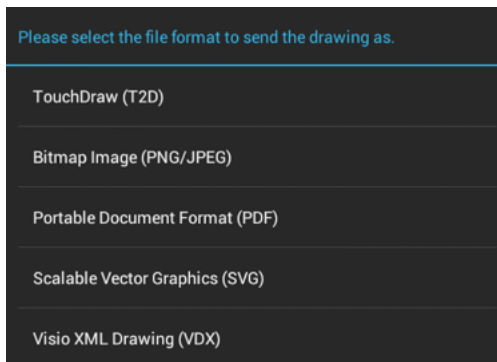 Please select the file format to send the drawing as.
TouchDraw (T2D)
Bitmap Image (PNG/JPEG)
Portable Document Format (PDF)
Scalable Vector Graphics (SVG)
Visio XML Drawing (VDX)